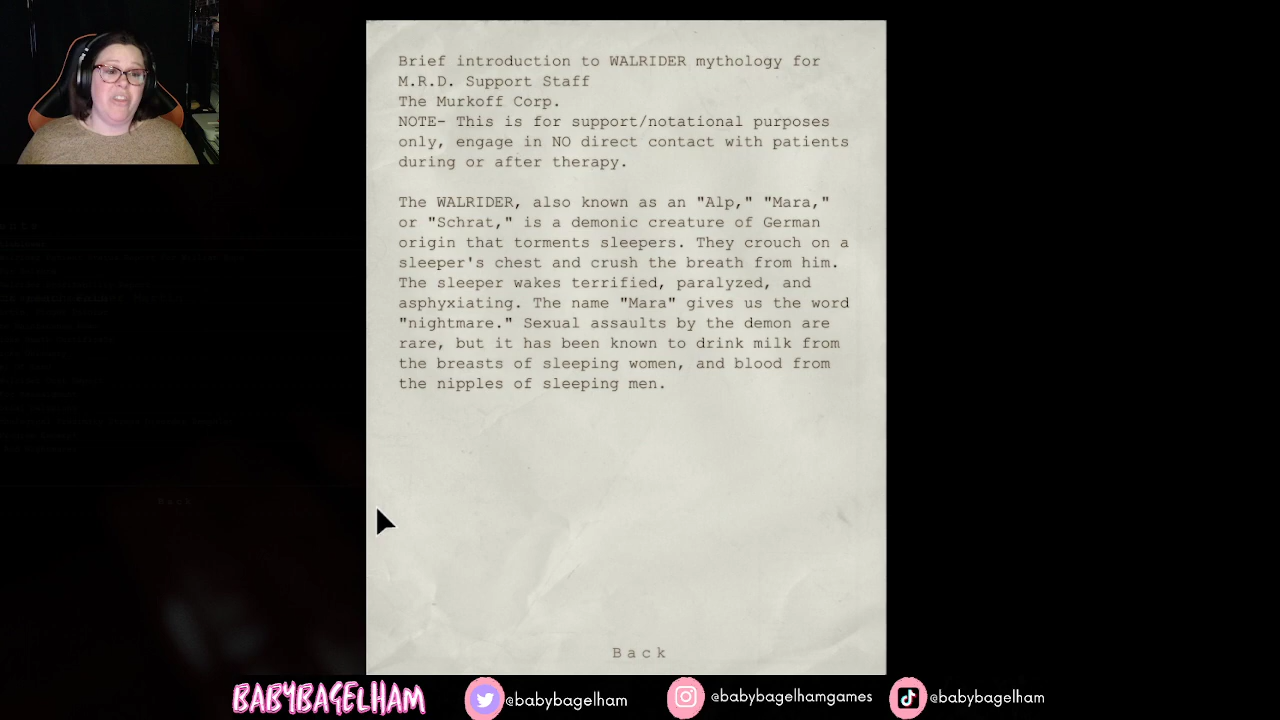 Brief introduction to WALRIDER mythology for
M.R.D. Support Staff
The Murkoff Corp.
NOTE- This is for support/notational purposes
only, engage in NO direct contact with patients
during or after therapy.
The WALRIDER, also known as an "Alp," "Mara,"
or "Schrat," is a demonic creature of German
origin that torments sleepers. They crouch on a
sleeper's chest and crush the breath from him.
The sleeper wakes terrified, paralyzed, and
asphyxiating. The name "Mara" gives us the word
"nightmare." Sexual assaults by the demon are
rare, but it has been known to drink milk from
the breasts of sleeping women, and blood from
the nipples of sleeping men.
Back
BABYBAGELHAM
@babybagelham
@babybagelhamgames
@babybagelham